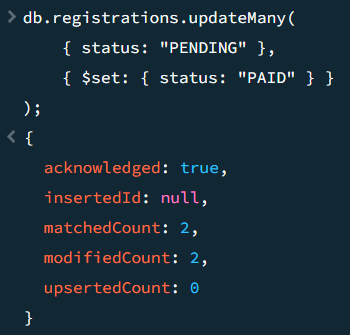 > db.registrations.updateMany(
{ status: "PENDING" },
{ $set: { status: "PAID" } }
);
< {
acknowledged: true,
insertedId: null,
matchedCount: 2,
modifiedCount: 2,
upsertedCount: 0
}